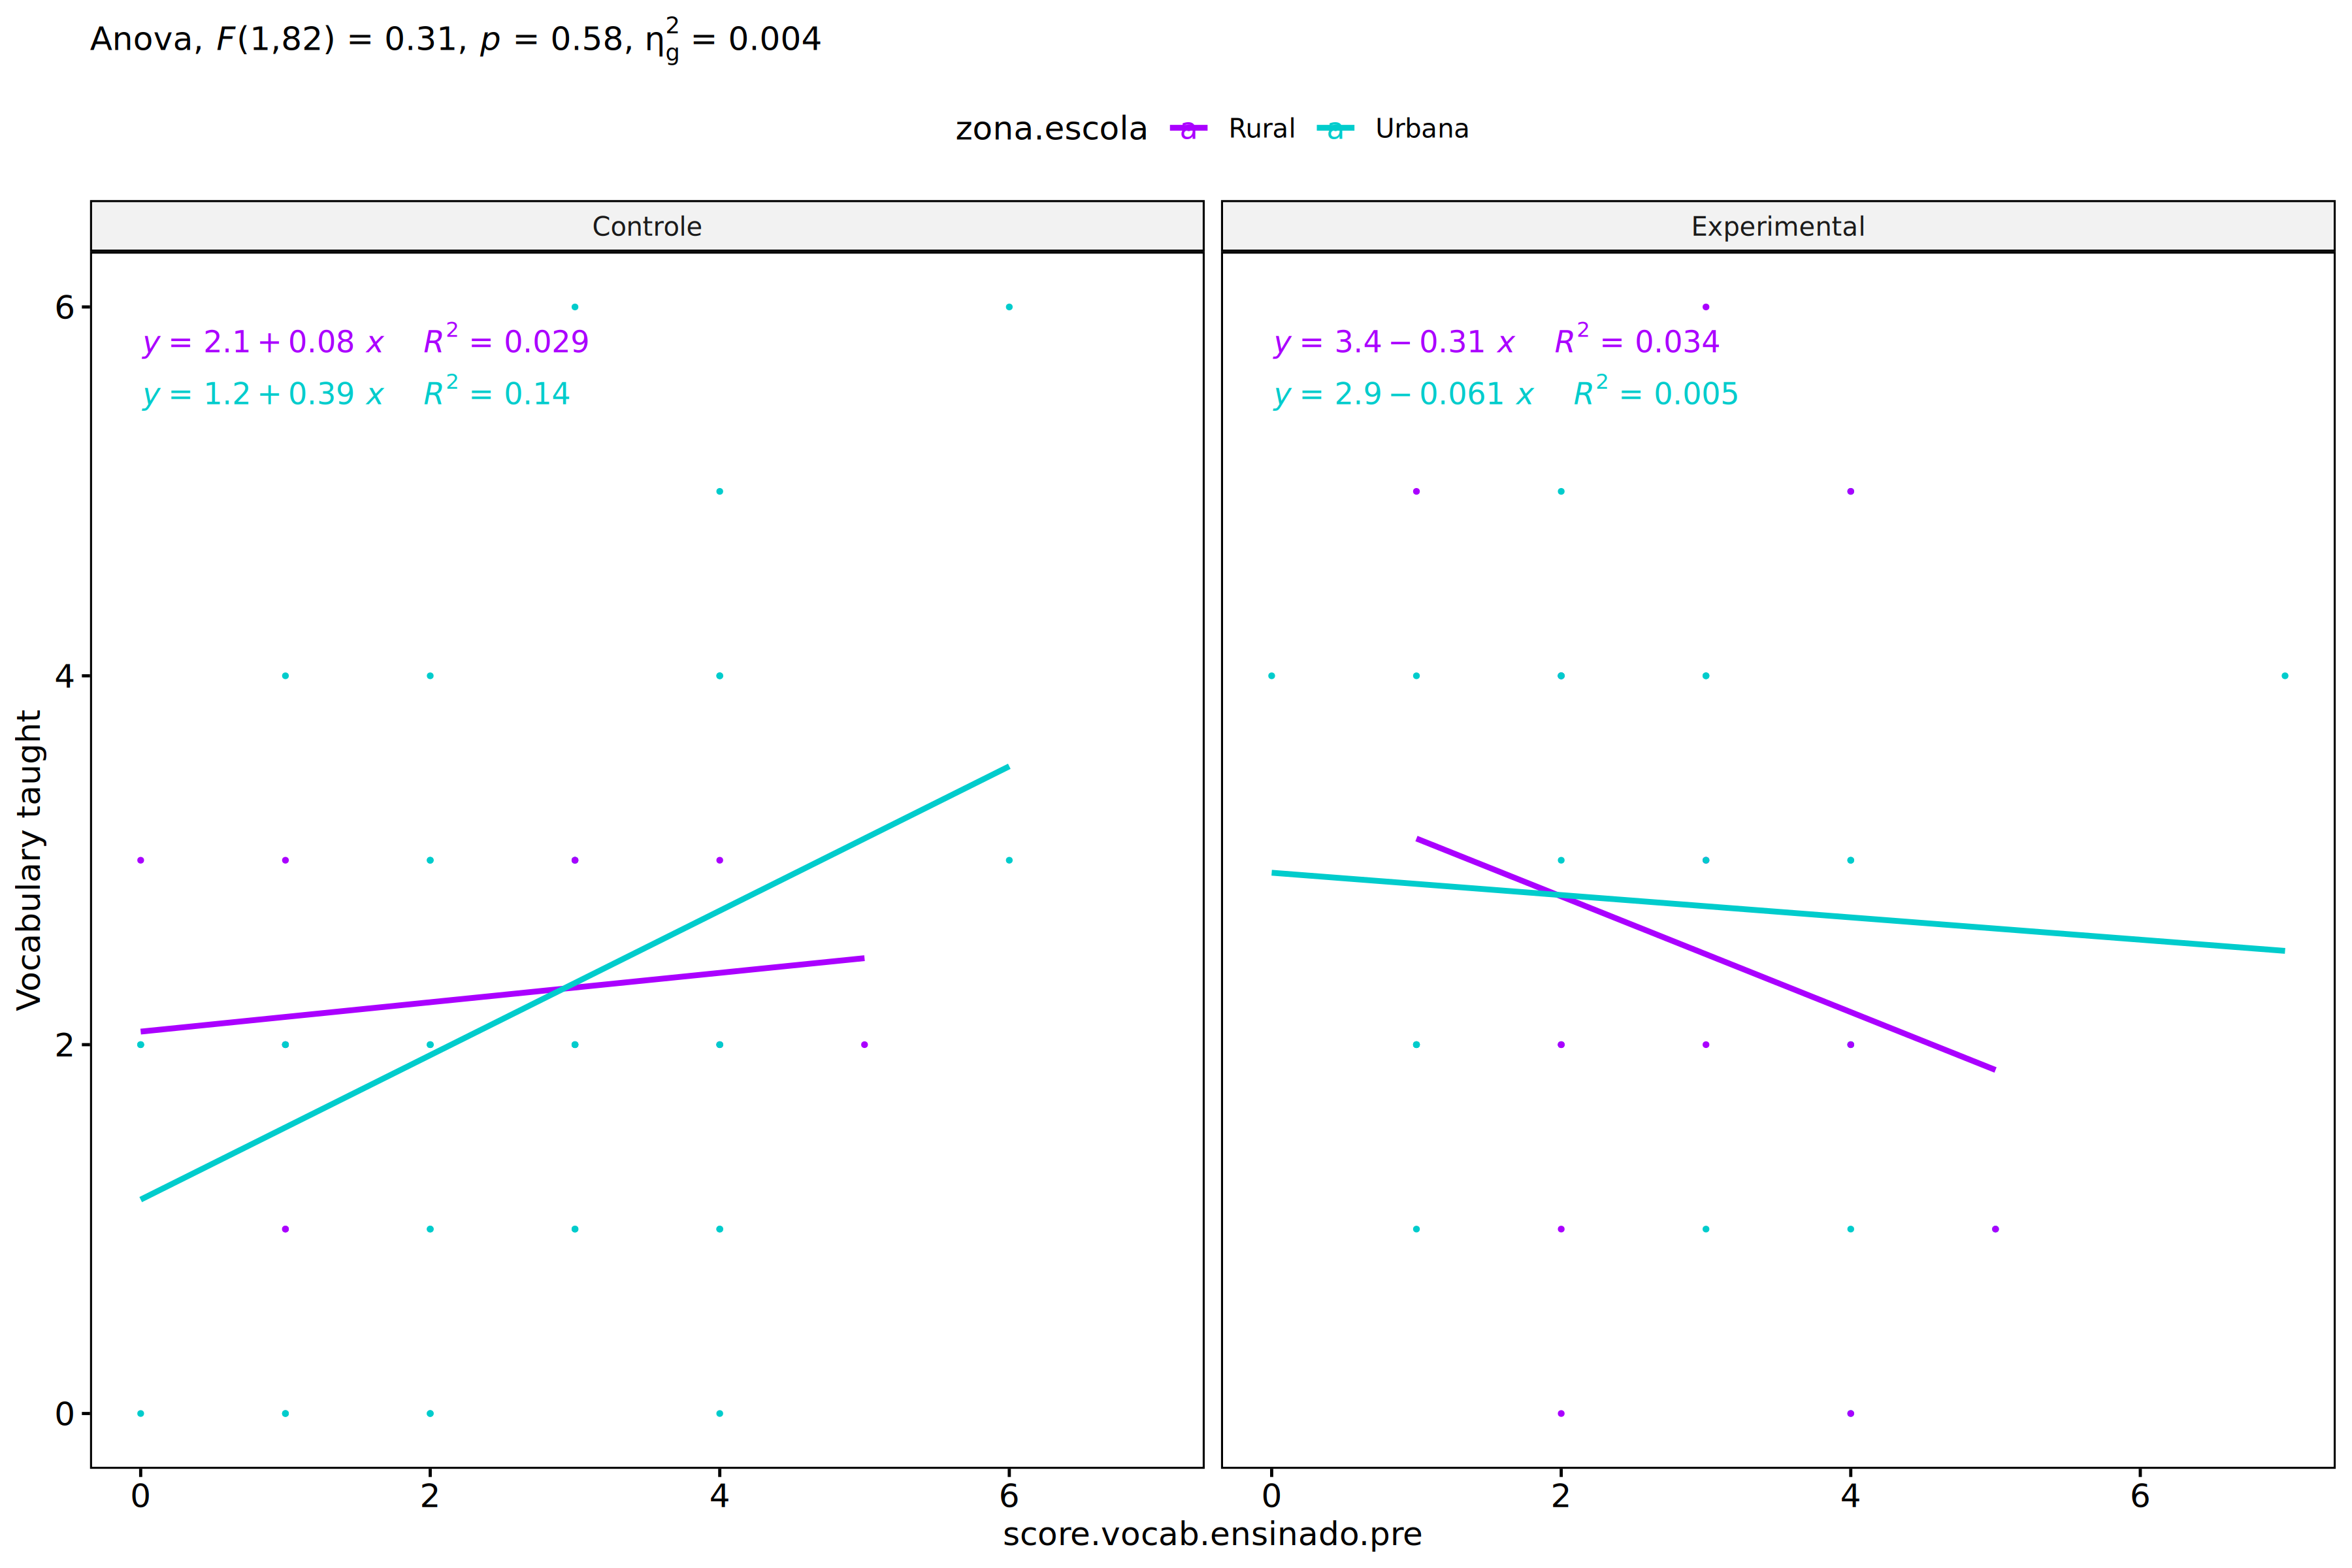 Anova, F(1,82) = 0.31, p = 0.58, η²g = 0.004
zona.escola a Rural a Urbana
Controle
Experimental
y = 2.1 + 0.08 x R² = 0.029
y = 1.2 + 0.39 x R² = 0.14
y = 3.4 − 0.31 x R² = 0.034
y = 2.9 − 0.061 x R² = 0.005
Vocabulary taught
6
4
2
0
0 2 4 6
0 2 4 6
score.vocab.ensinado.pre